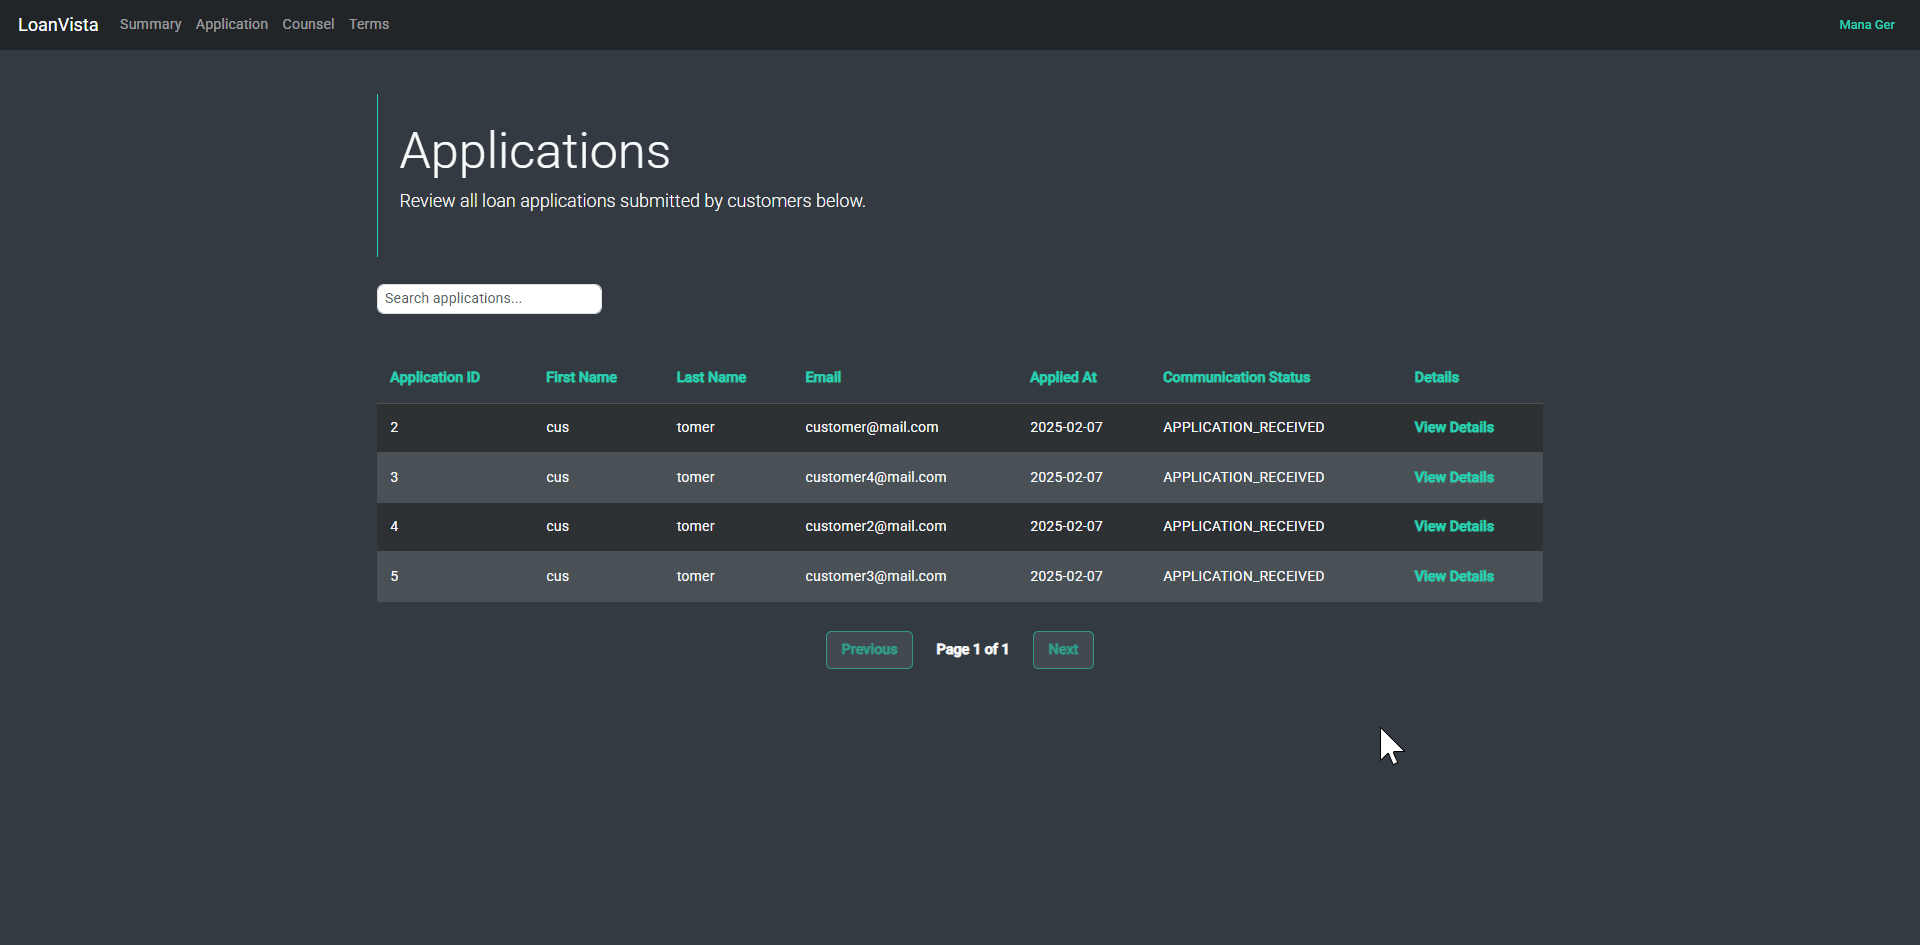 LoanVista Summary Application Counsel Terms Mana Ger
Applications
Review all loan applications submitted by customers below.
Search applications...
Application ID First Name Last Name Email Applied At Communication Status Details
2 cus tomer customer@mail.com 2025-02-07 APPLICATION_RECEIVED View Details
3 cus tomer customer4@mail.com 2025-02-07 APPLICATION_RECEIVED View Details
4 cus tomer customer2@mail.com 2025-02-07 APPLICATION_RECEIVED View Details
5 cus tomer customer3@mail.com 2025-02-07 APPLICATION_RECEIVED View Details
Previous Page 1 of 1 Next